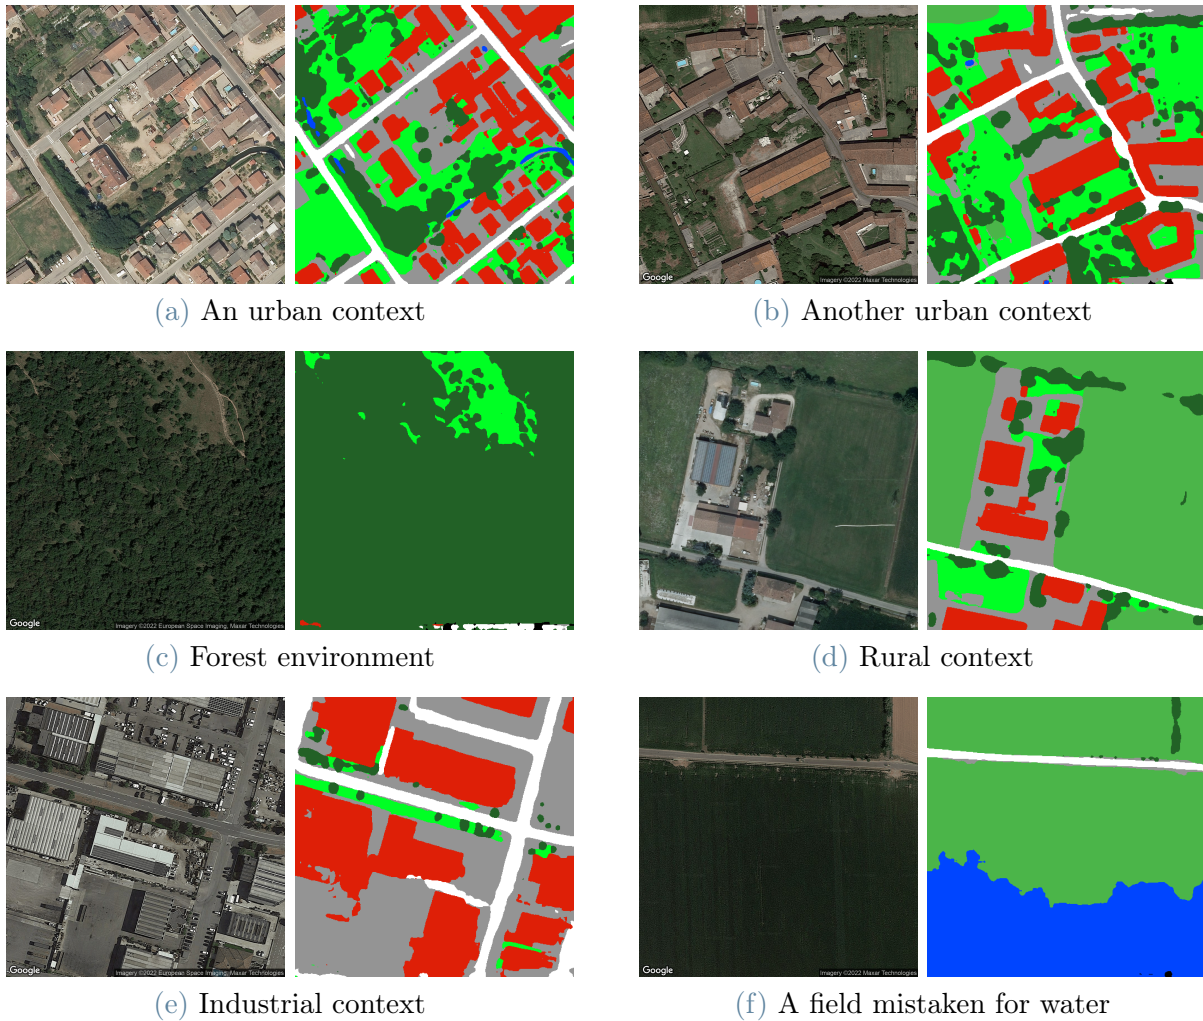 Google
Imagery ©2022 Maxar Technologies
(a) An urban context
(b) Another urban context
Google
Imagery ©2022 European Space Imaging, Maxar Technologies
(c) Forest environment
(d) Rural context
Google
Imagery ©2022 European Space Imaging, Maxar Technologies
Google
Imagery ©2022 Maxar Technologies
(e) Industrial context
(f) A field mistaken for water